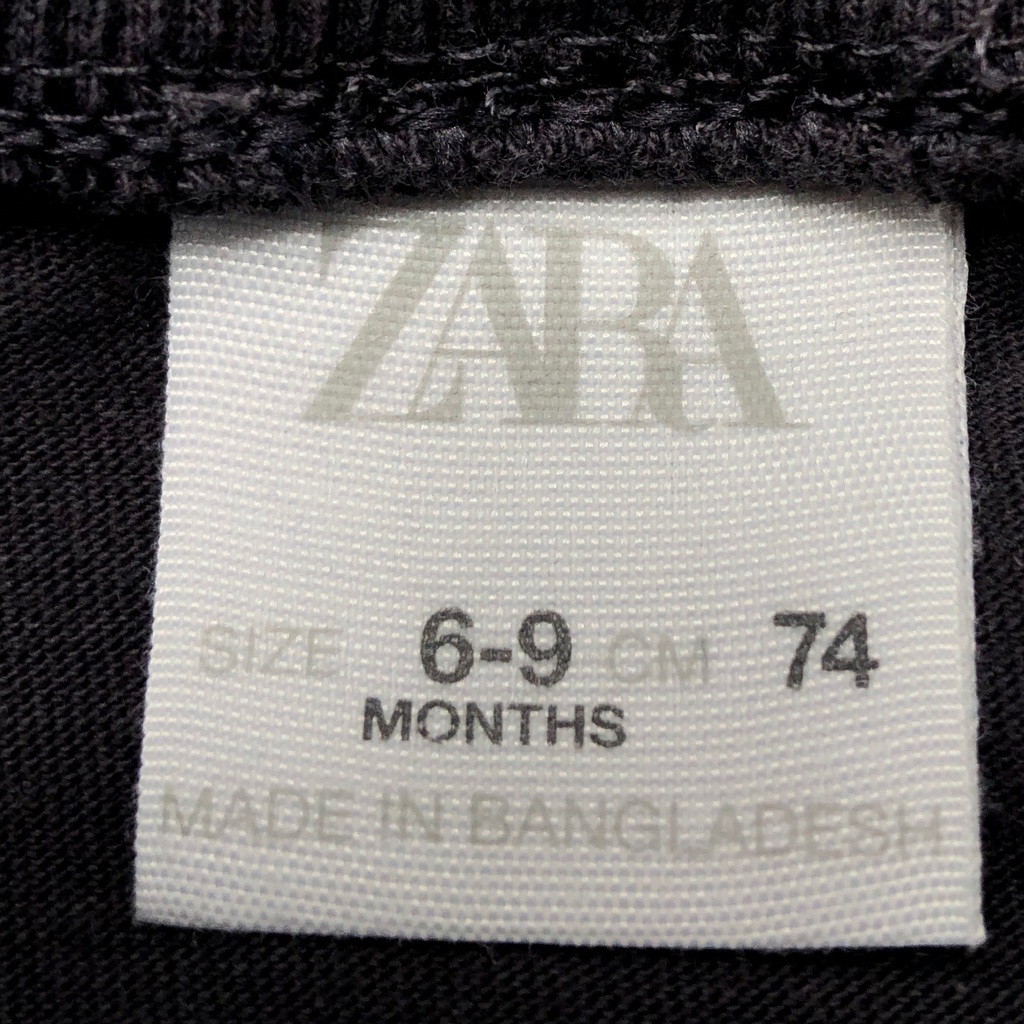 ZARA
SIZE 6-9 CM 74
MONTHS
MADE IN BANGLADESH